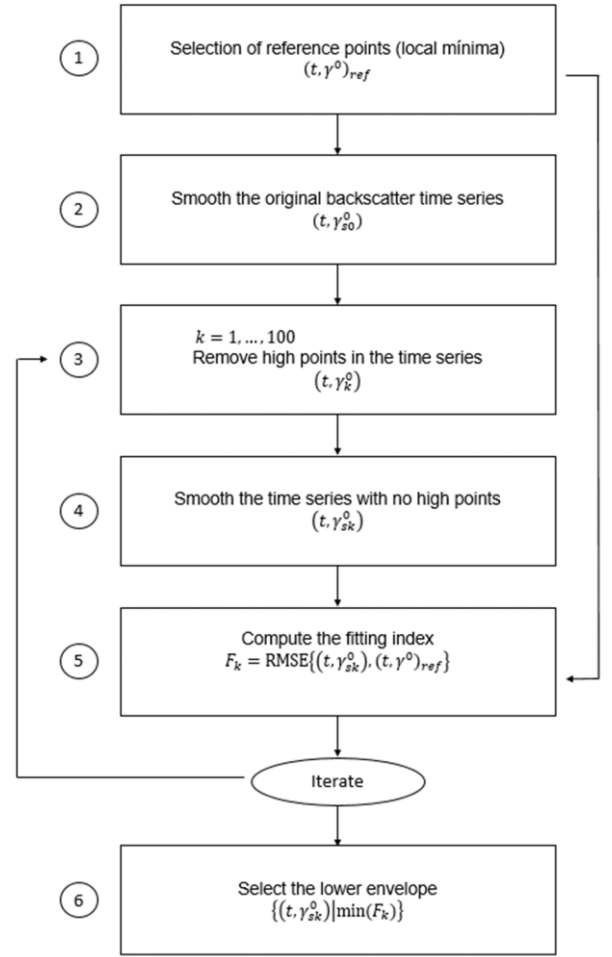 1
Selection of reference points (local mínima)
(t, γ⁰)ref
2
Smooth the original backscatter time series
(t, γ⁰s0)
3
k = 1, ..., 100
Remove high points in the time series
(t, γ⁰k)
4
Smooth the time series with no high points
(t, γ⁰sk)
5
Compute the fitting index
Fk = RMSE{(t, γ⁰sk), (t, γ⁰)ref}
Iterate
6
Select the lower envelope
{(t, γ⁰sk)|min(Fk)}